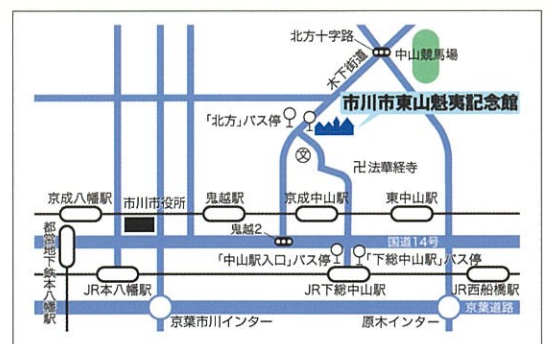 北方十字路
中山競馬場
木下街道
市川市東山魁夷記念館
「北方」バス停
文
卍法華経寺
京成八幡駅
市川市役所
鬼越駅
京成中山駅
東中山駅
都営地下鉄本八幡駅
鬼越2
国道14号
「中山駅入口」バス停
「下総中山駅」バス停
JR本八幡駅
JR下総中山駅
JR西船橋駅
京葉道路
京葉市川インター
原木インター